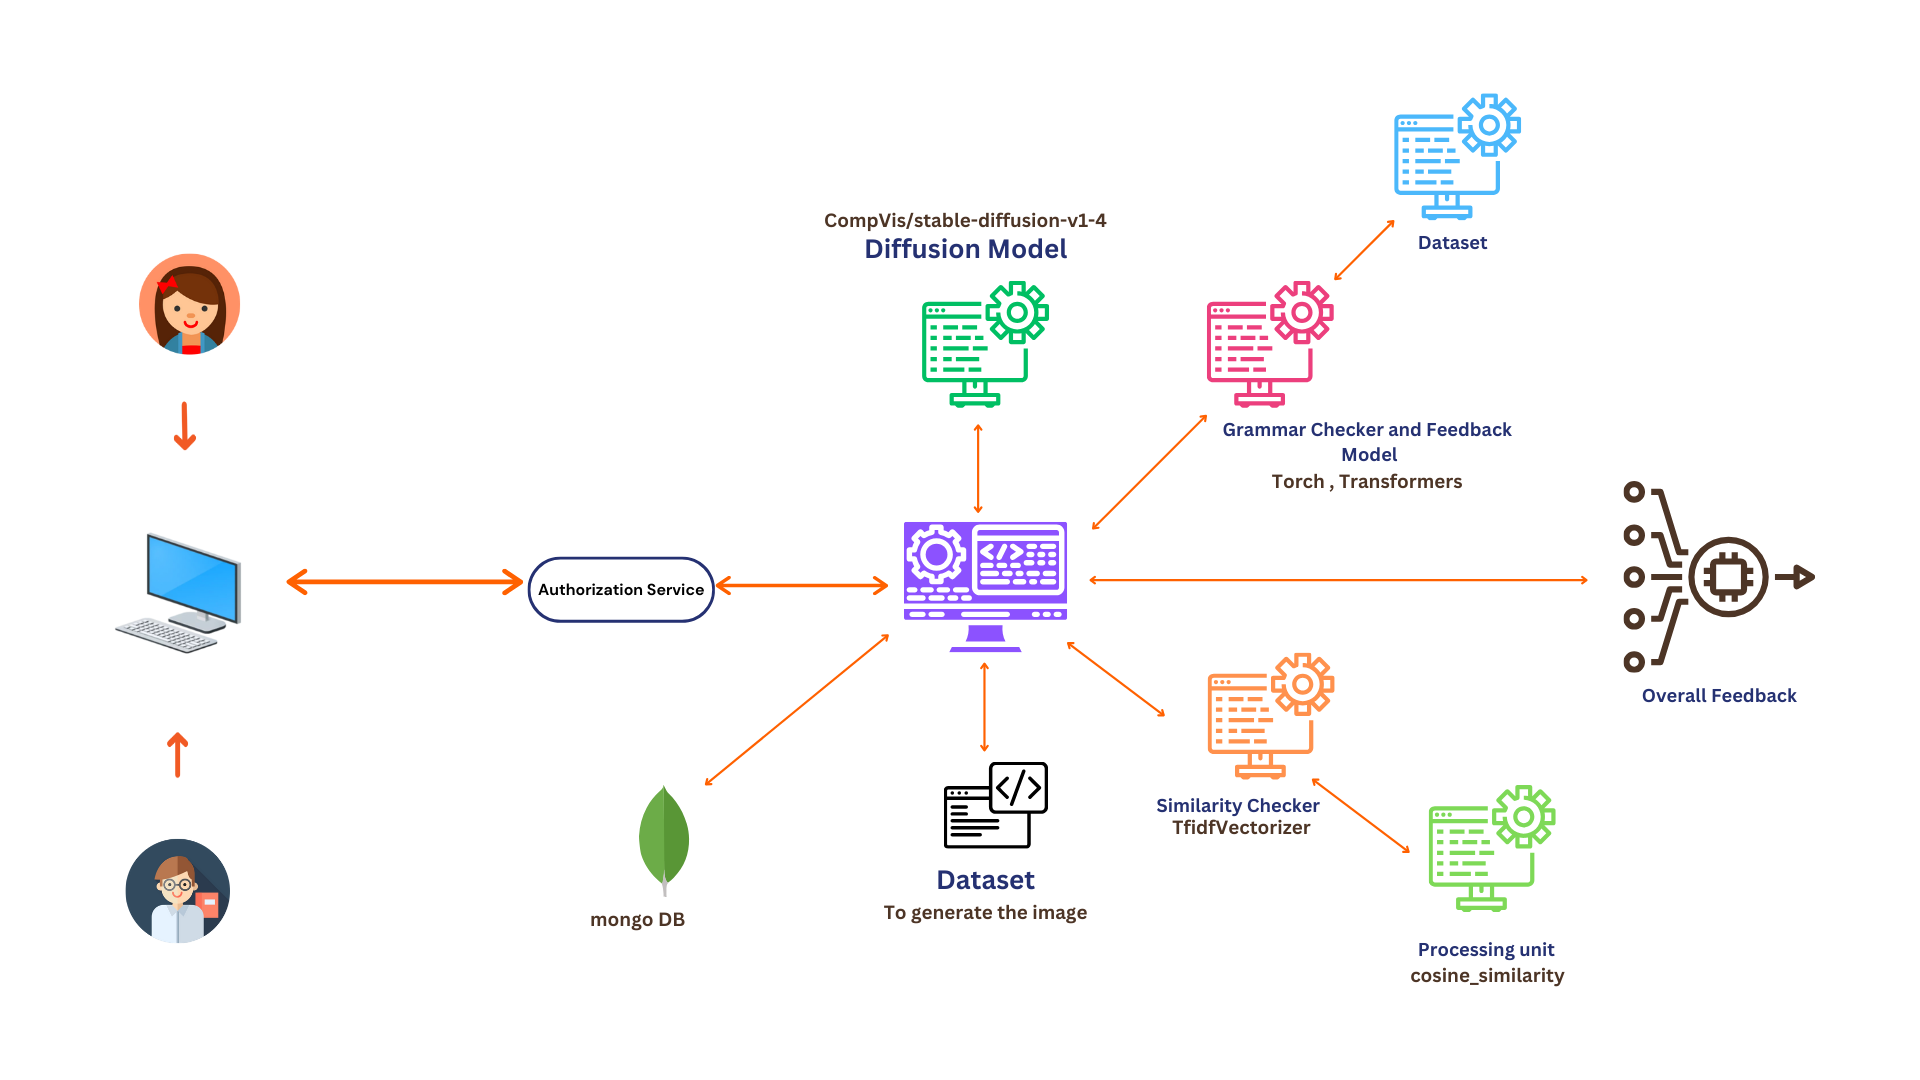 Dataset
CompVis/stable-diffusion-v1-4
Diffusion Model
Grammar Checker and Feedback
Model
Torch , Transformers
Authorization Service
</>
Overall Feedback
</>
Similarity Checker
TfidfVectorizer
Dataset
To generate the image
mongo DB
Processing unit
cosine_similarity